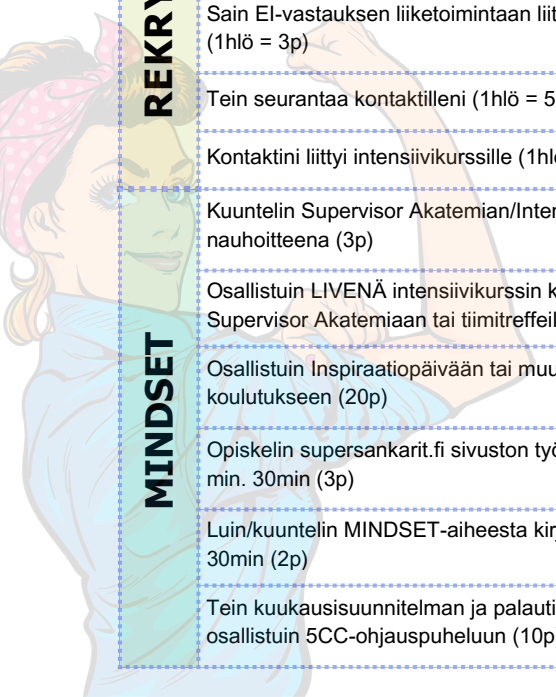 REKRY
Sain EI-vastauksen liiketoimintaan liit
(1hlö = 3p)
Tein seurantaa kontaktilleni (1hlö = 5
Kontaktini liittyi intensiivikurssille (1hl
MINDSET
Kuuntelin Supervisor Akatemian/Inten
nauhoitteena (3p)
Osallistuin LIVENÄ intensiivikurssin k
Supervisor Akatemiaan tai tiimitreffeil
Osallistuin Inspiraatiopäivään tai muu
koulutukseen (20p)
Opiskelin supersankarit.fi sivuston työ
min. 30min (3p)
Luin/kuuntelin MINDSET-aiheesta kirj
30min (2p)
Tein kuukausisuunnitelman ja palauti
osallistuin 5CC-ohjauspuheluun (10p